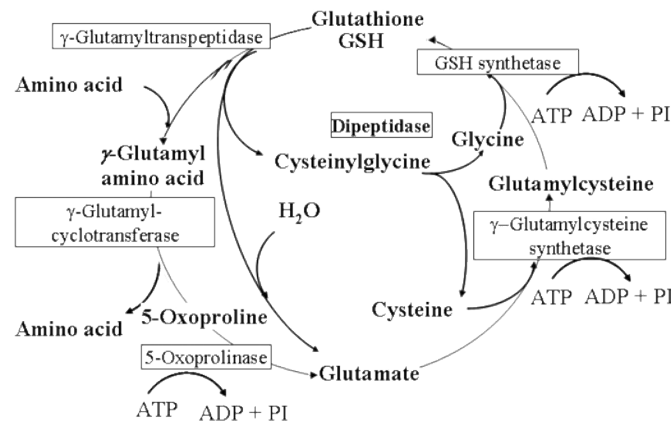 Glutathione
GSH
γ-Glutamyltranspeptidase
GSH synthetase
Amino acid
ATP
ADP + PI
Dipeptidase
Glycine
γ-Glutamyl
amino acid
Cysteinylglycine
Glutamylcysteine
γ-Glutamyl-
cyclotransferase
H₂O
γ–Glutamylcysteine
synthetase
ATP
ADP + PI
Cysteine
Amino acid
5-Oxoproline
5-Oxoprolinase
Glutamate
ATP
ADP + PI